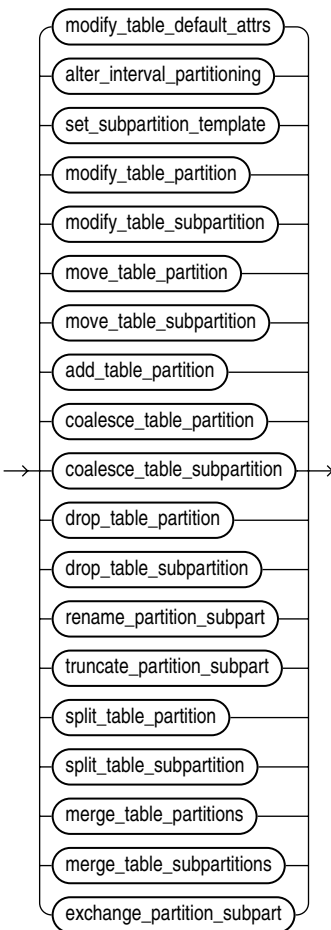 modify_table_default_attrs
alter_interval_partitioning
set_subpartition_template
modify_table_partition
modify_table_subpartition
move_table_partition
move_table_subpartition
add_table_partition
coalesce_table_partition
coalesce_table_subpartition
drop_table_partition
drop_table_subpartition
rename_partition_subpart
truncate_partition_subpart
split_table_partition
split_table_subpartition
merge_table_partitions
merge_table_subpartitions
exchange_partition_subpart